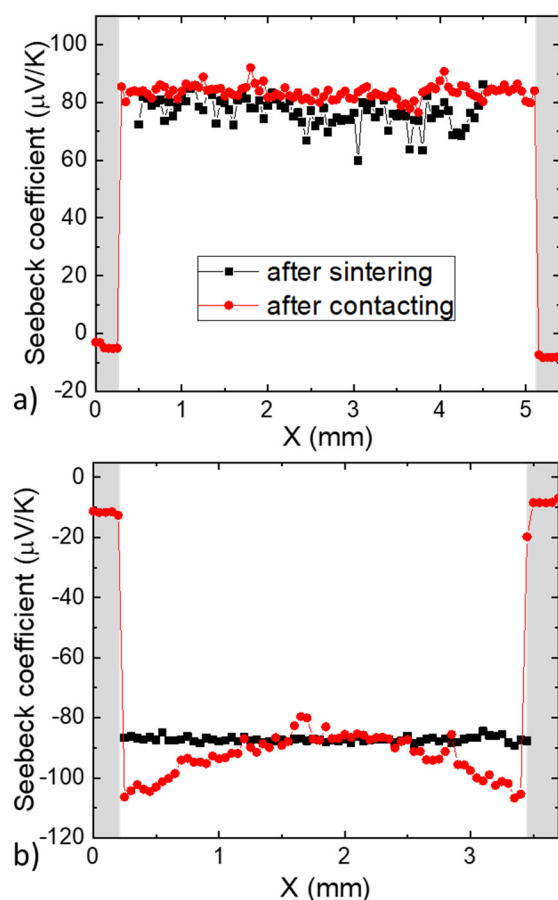 100
80
60
40
20
0
-20
Seebeck coefficient (μV/K)
after sintering
after contacting
0 1 2 3 4 5
X (mm)
a)
0
-20
-40
-60
-80
-100
-120
Seebeck coefficient (μV/K)
0 1 2 3
X (mm)
b)